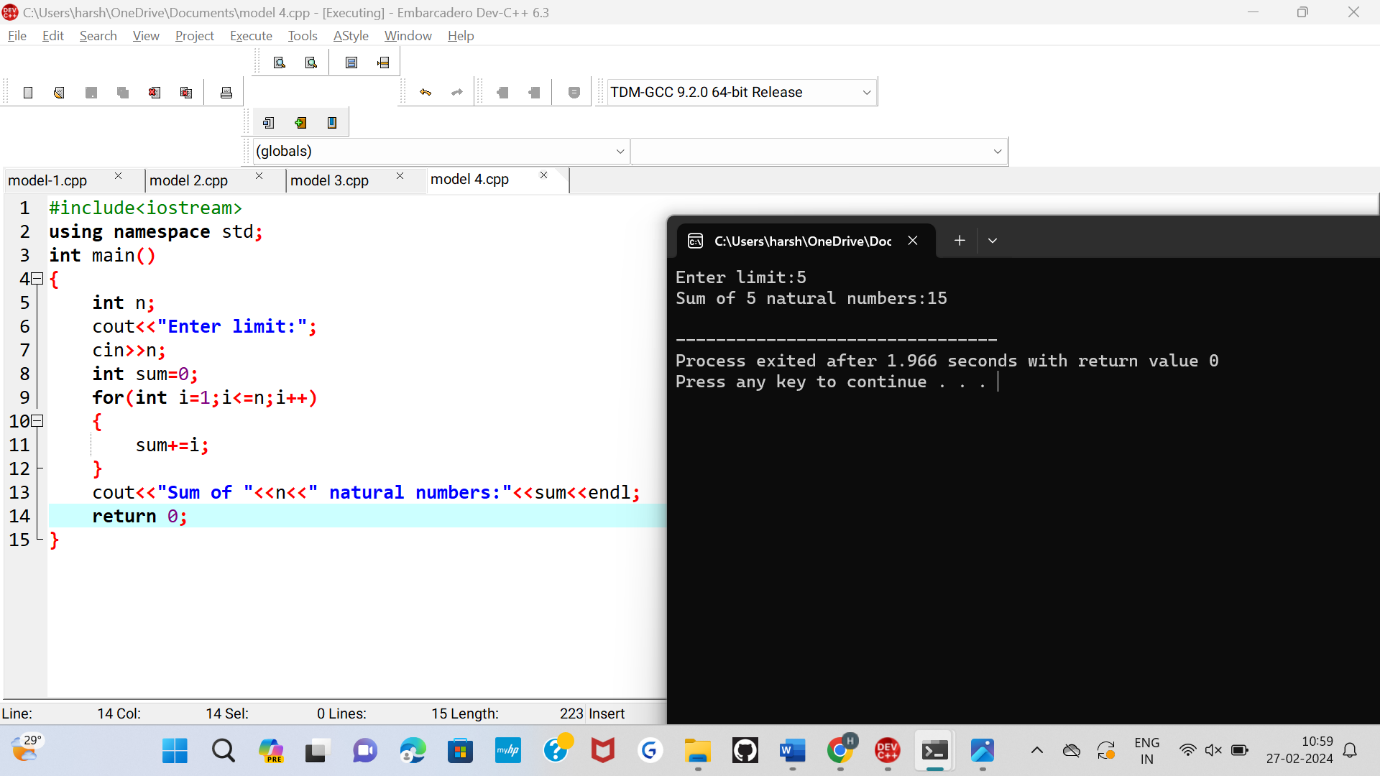 C:\Users\harsh\OneDrive\Documents\model 4.cpp - [Executing] - Embarcadero Dev-C++ 6.3
File Edit Search View Project Execute Tools AStyle Window Help
TDM-GCC 9.2.0 64-bit Release
(globals)
model-1.cpp model 2.cpp model 3.cpp model 4.cpp
1 #include<iostream>
2 using namespace std;
3 int main()
4 {
5 int n;
6 cout<<"Enter limit:";
7 cin>>n;
8 int sum=0;
9 for(int i=1;i<=n;i++)
10 {
11 sum+=i;
12 }
13 cout<<"Sum of "<<n<<" natural numbers:"<<sum<<endl;
14 return 0;
15 }
C:\Users\harsh\OneDrive\Doc
Enter limit:5
Sum of 5 natural numbers:15
--------------------------------
Process exited after 1.966 seconds with return value 0
Press any key to continue . . .
Line: 14 Col: 14 Sel: 0 Lines: 15 Length: 223 Insert
29°
PRE
myhp
H
DEV C++
ENG
IN
10:59
27-02-2024